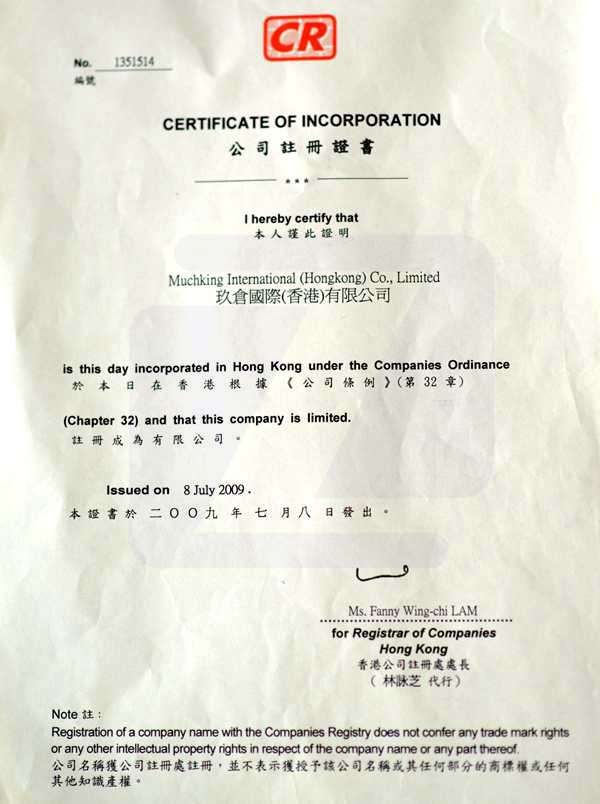 CR
No. 1351514
編號
CERTIFICATE OF INCORPORATION
公司註冊證書
***
I hereby certify that
本人謹此證明
Muchking International (Hongkong) Co., Limited
玖倉國際(香港)有限公司
is this day incorporated in Hong Kong under the Companies Ordinance
於本日在香港根據《公司條例》(第32章)
(Chapter 32) and that this company is limited.
註冊成為有限公司。
Issued on 8 July 2009.
本證書於二〇〇九年七月八日發出。
Ms. Fanny Wing-chi LAM
for Registrar of Companies
Hong Kong
香港公司註冊處處長
(林詠芝 代行)
Note 註:
Registration of a company name with the Companies Registry does not confer any trade mark rights
or any other intellectual property rights in respect of the company name or any part thereof.
公司名稱獲公司註冊處註冊,並不表示獲授予該公司名稱或其任何部分的商標權或任何
其他知識產權。